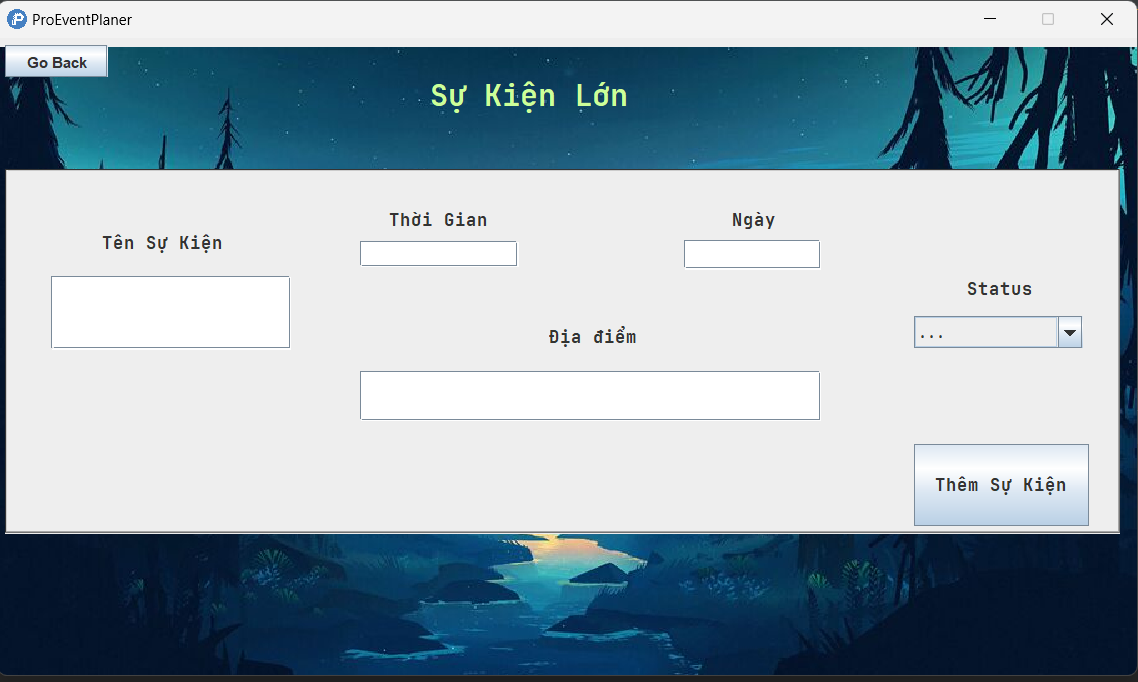 ProEventPlaner
Go Back
Sự Kiện Lớn
Thời Gian
Ngày
Tên Sự Kiện
Status
...
Địa điểm
Thêm Sự Kiện